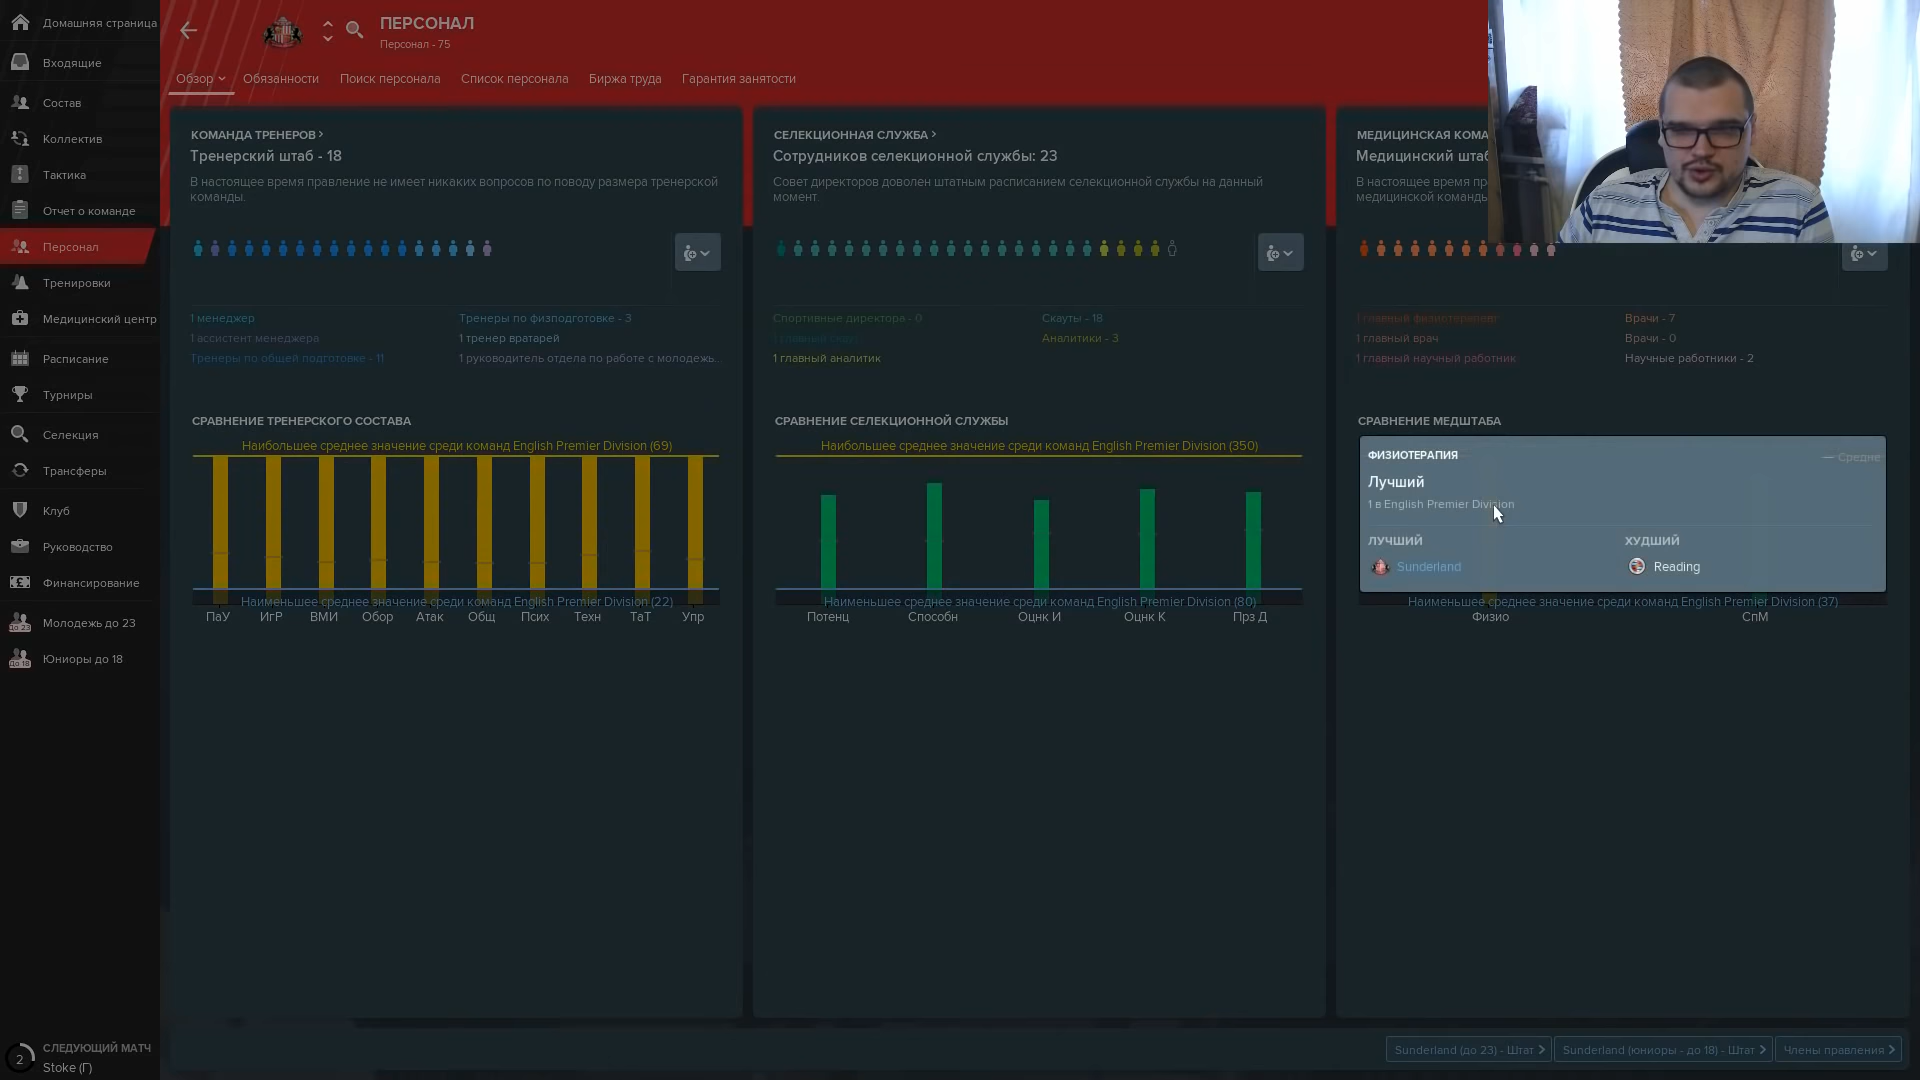 Домашняя страница
Входящие
Состав
Коллектив
Тактика
Отчет о команде
Персонал
Тренировки
Медицинский центр
Расписание
Турниры
Селекция
Трансферы
Клуб
Руководство
Финансирование
Молодежь до 23
Юниоры до 18
2
СЛЕДУЮЩИЙ МАТЧ
Stoke (Г)
ПЕРСОНАЛ
Персонал - 75
Обзор
Обязанности
Поиск персонала
Список персонала
Биржа труда
Гарантия занятости
КОМАНДА ТРЕНЕРОВ >
Тренерский штаб - 18
В настоящее время правление не имеет никаких вопросов по поводу размера тренерской
команды.
1 менеджер
Тренеры по физподготовке - 3
1 ассистент менеджера
1 тренер вратарей
Тренеры по общей подготовке - 11
1 руководитель отдела по работе с молодежь...
СРАВНЕНИЕ ТРЕНЕРСКОГО СОСТАВА
Наибольшее среднее значение среди команд English Premier Division (69)
Наименьшее среднее значение среди команд English Premier Division (22)
ПаУ ИгР ВМИ Обор Атак Общ Псих Техн ТаТ Упр
СЕЛЕКЦИОННАЯ СЛУЖБА >
Сотрудников селекционной службы: 23
Совет директоров доволен штатным расписанием селекционной службы на данный
момент.
Спортивные директора - 0
Скауты - 18
1 главный скаут
Аналитики - 3
1 главный аналитик
СРАВНЕНИЕ СЕЛЕКЦИОННОЙ СЛУЖБЫ
Наибольшее среднее значение среди команд English Premier Division (350)
Наименьшее среднее значение среди команд English Premier Division (80)
Потенц Способн Оцнк И Оцнк К Прз Д
МЕДИЦИНСКАЯ КОМА
Медицинский штаб
В настоящее время пр
медицинской команды
1 главный физиотерапевт
Врачи - 7
1 главный врач
Врачи - 0
1 главный научный работник
Научные работники - 2
СРАВНЕНИЕ МЕДШТАБА
ФИЗИОТЕРАПИЯ
Средне
Лучший
1 в English Premier Division
ЛУЧШИЙ
ХУДШИЙ
Sunderland
Reading
Наименьшее среднее значение среди команд English Premier Division (37)
Физио СпМ
Sunderland (до 23) - Штат >
Sunderland (юниоры - до 18) - Штат >
Члены правления >